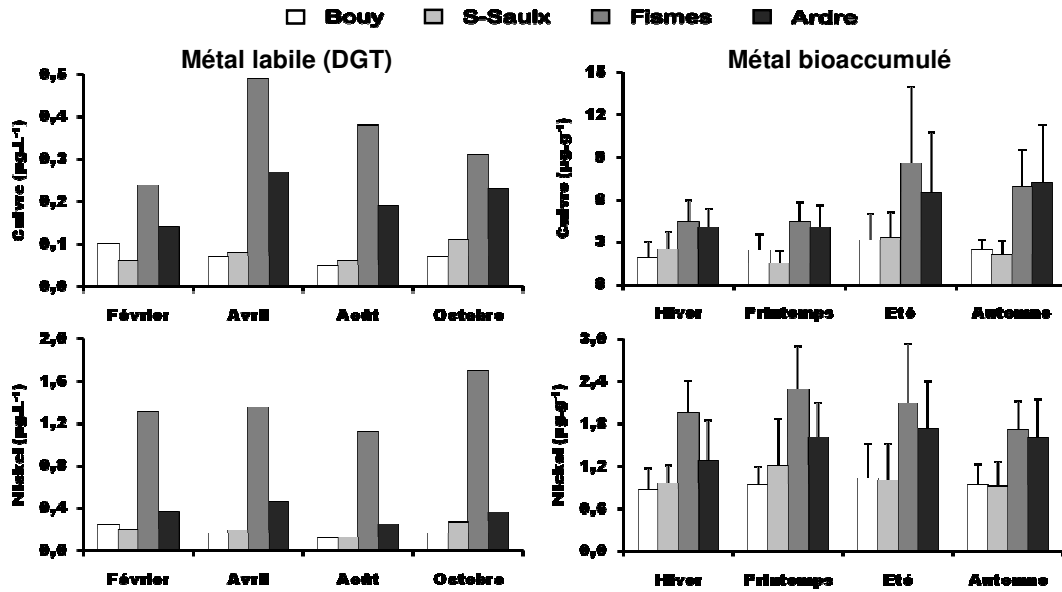 Bouy
S-Saulx
Fismes
Ardre
Métal labile (DGT)
Métal bioaccumulé
Cuivre (µg.L-1)
0,5
0,4
0,3
0,2
0,1
0,0
Février
Avril
Août
Octobre
Cuivre (µg.g-1)
15
12
9
6
3
0
Hiver
Printemps
Eté
Automne
Nickel (µg.L-1)
2,0
1,6
1,2
0,8
0,4
0,0
Février
Avril
Août
Octobre
Nickel (µg.g-1)
3,0
2,4
1,8
1,2
0,6
0,0
Hiver
Printemps
Eté
Automne